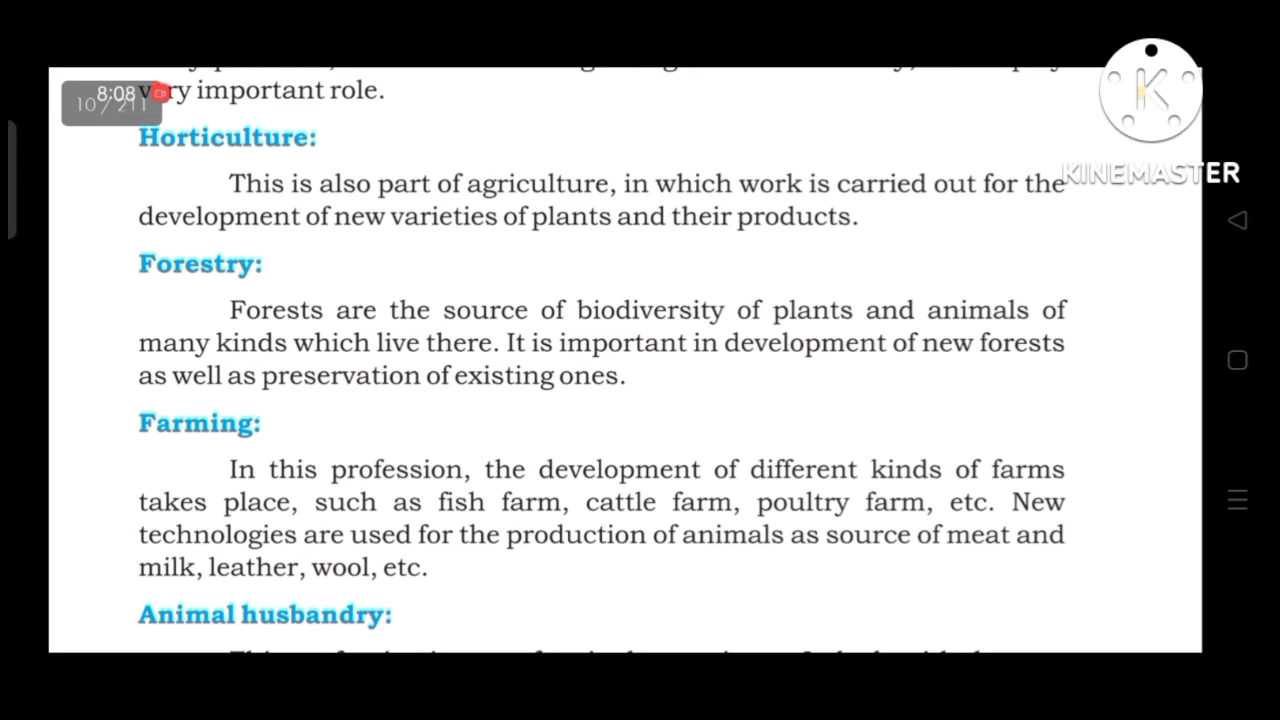 8:08
10 / 211
very important role.
KINEMASTER
Horticulture:
This is also part of agriculture, in which work is carried out for the
development of new varieties of plants and their products.
Forestry:
Forests are the source of biodiversity of plants and animals of
many kinds which live there. It is important in development of new forests
as well as preservation of existing ones.
Farming:
In this profession, the development of different kinds of farms
takes place, such as fish farm, cattle farm, poultry farm, etc. New
technologies are used for the production of animals as source of meat and
milk, leather, wool, etc.
Animal husbandry: